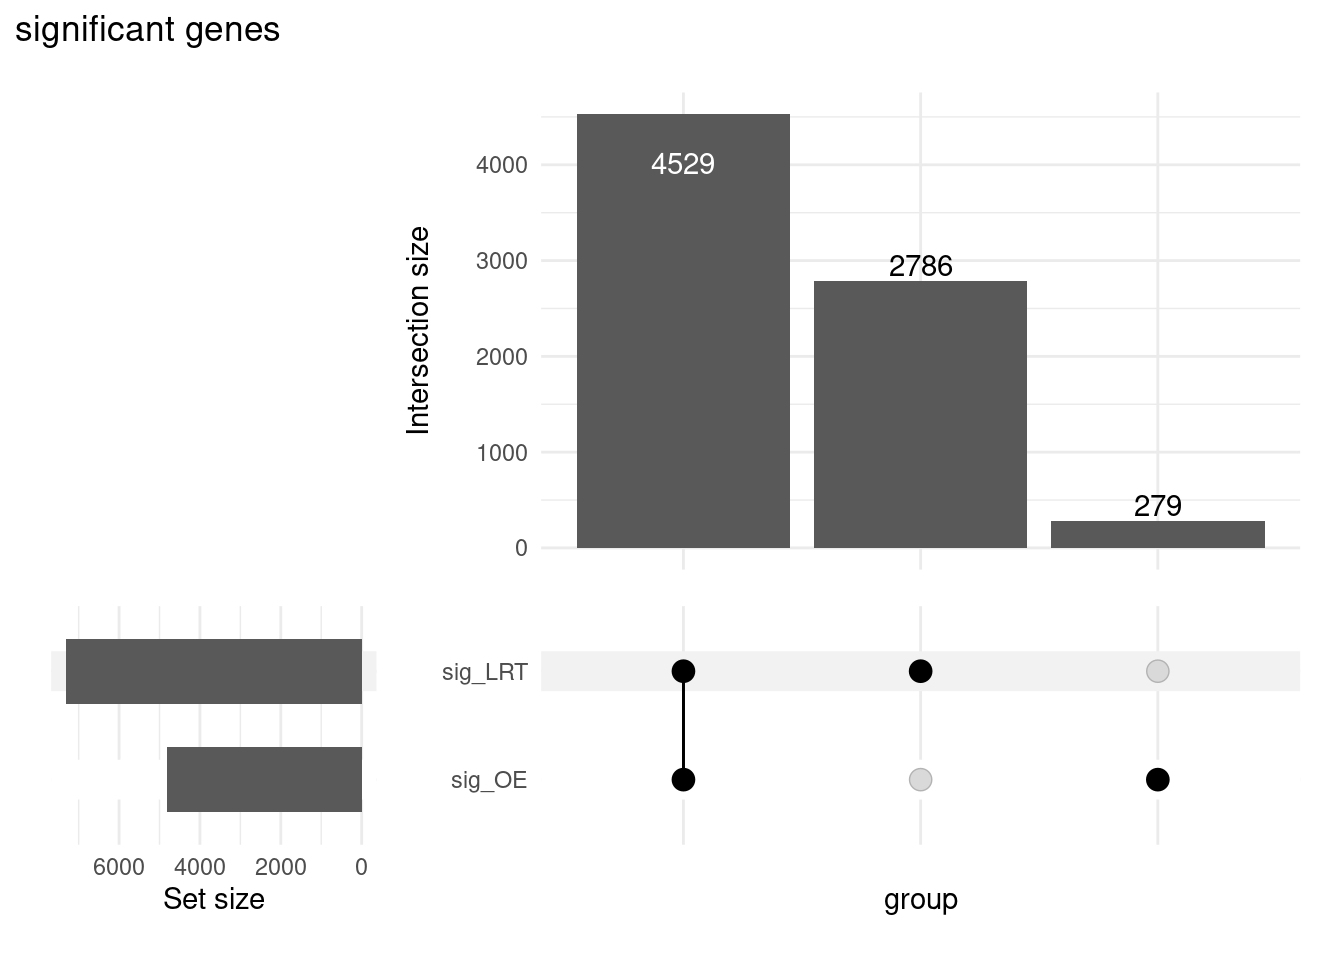 significant genes
4529
2786
279
4000
3000
2000
1000
0
Intersection size
sig_LRT
sig_OE
6000 4000 2000 0
Set size
group